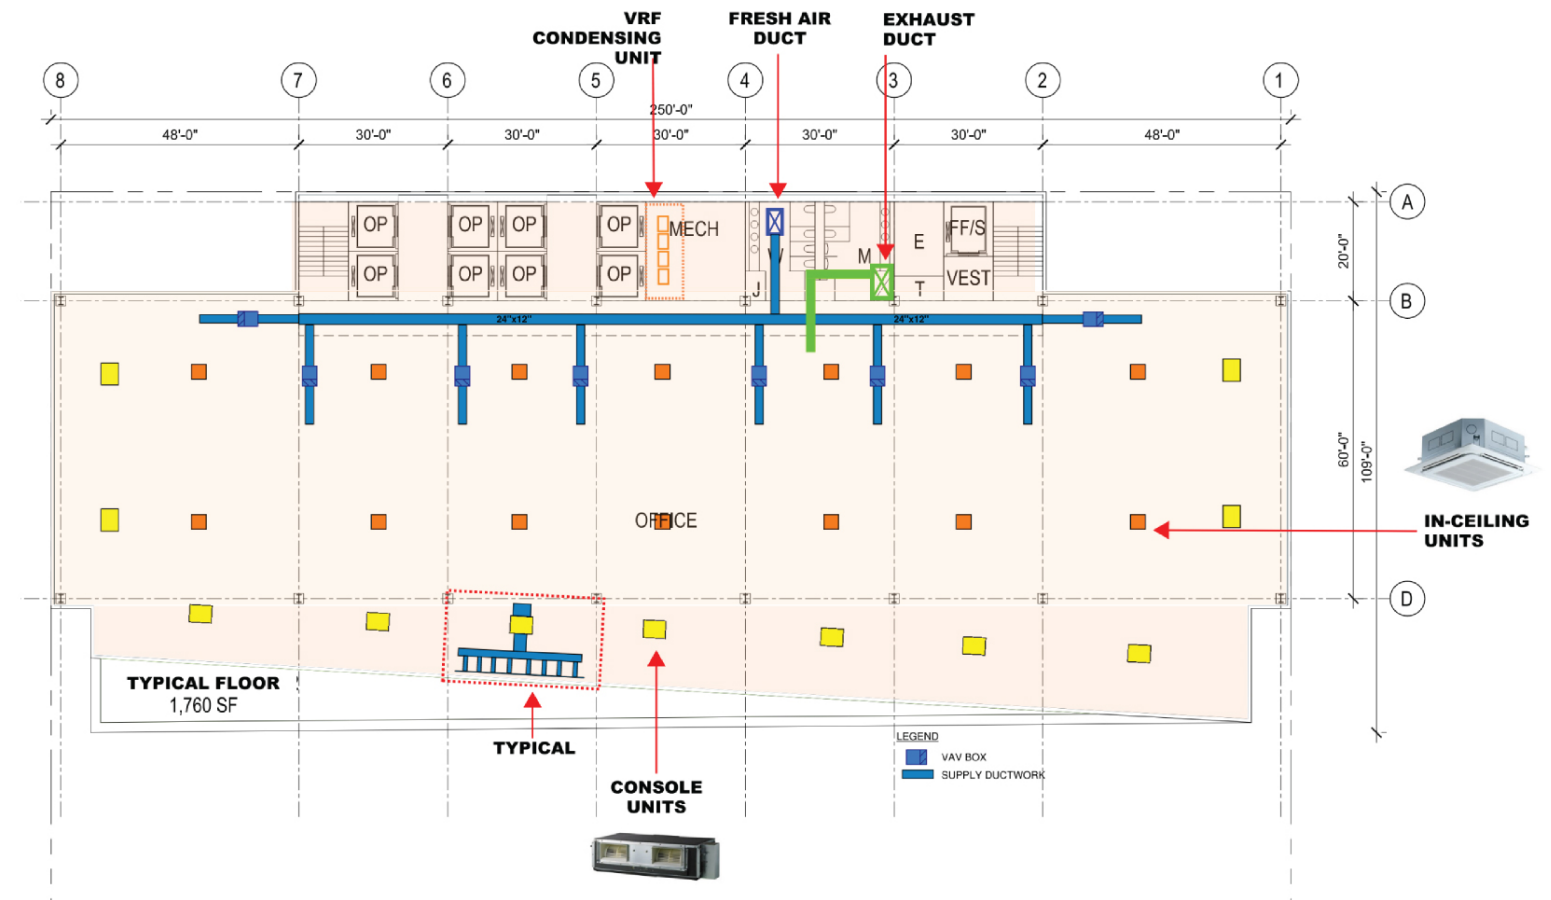 VRF
CONDENSING
UNIT
FRESH AIR
DUCT
EXHAUST
DUCT
8
7
6
5
4
3
2
1
250'-0"
48'-0"
30'-0"
30'-0"
30'-0"
30'-0"
30'-0"
48'-0"
A
OP
OP
OP
OP
MECH
W
M
E
FF/S
20'-0"
OP
OP
OP
OP
J
T
VEST
B
24"x12"
24"x12"
60'-0"
109'-0"
OFFICE
IN-CEILING
UNITS
D
TYPICAL FLOOR
1,760 SF
TYPICAL
CONSOLE
UNITS
LEGEND
VAV BOX
SUPPLY DUCTWORK